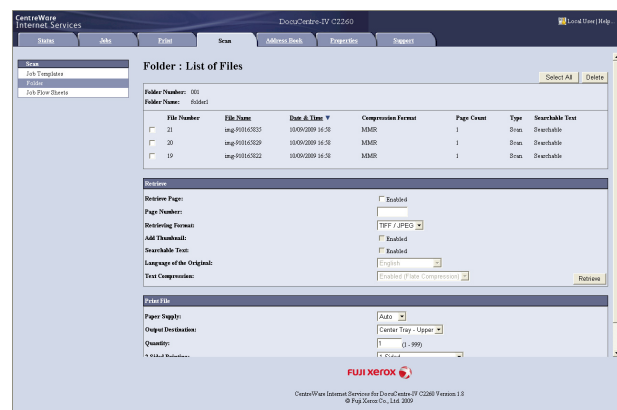 CentreWare
Internet Services
DocuCentre-IV C2260
Local User | Help
Status Jobs Print Scan Address Book Properties Support
Scan
Job Templates
Folder
Job Flow Sheets
Folder : List of Files
Select All Delete
Folder Number: 001
Folder Name: folder1
File Number File Name Date & Time Compression Format Page Count Type Searchable Text
21 img-910165835 10/09/2009 16:58 MMR 1 Scan Searchable
20 img-910165829 10/09/2009 16:58 MMR 1 Scan Searchable
19 img-910165822 10/09/2009 16:58 MMR 1 Scan Searchable
Retrieve
Retrieve Page: Enabled
Page Number:
Retrieving Format: TIFF / JPEG
Add Thumbnail: Enabled
Searchable Text: Enabled
Language of the Original: English
Text Compression: Enabled (Flate Compression)
Retrieve
Print File
Paper Supply: Auto
Output Destination: Center Tray - Upper
Quantity: 1 (1 - 999)
2 Sided Printing: 1 Sided
FUJI XEROX
CentreWare Internet Services for DocuCentre-IV C2260 Version 1.8
© Fuji Xerox Co., Ltd. 2009